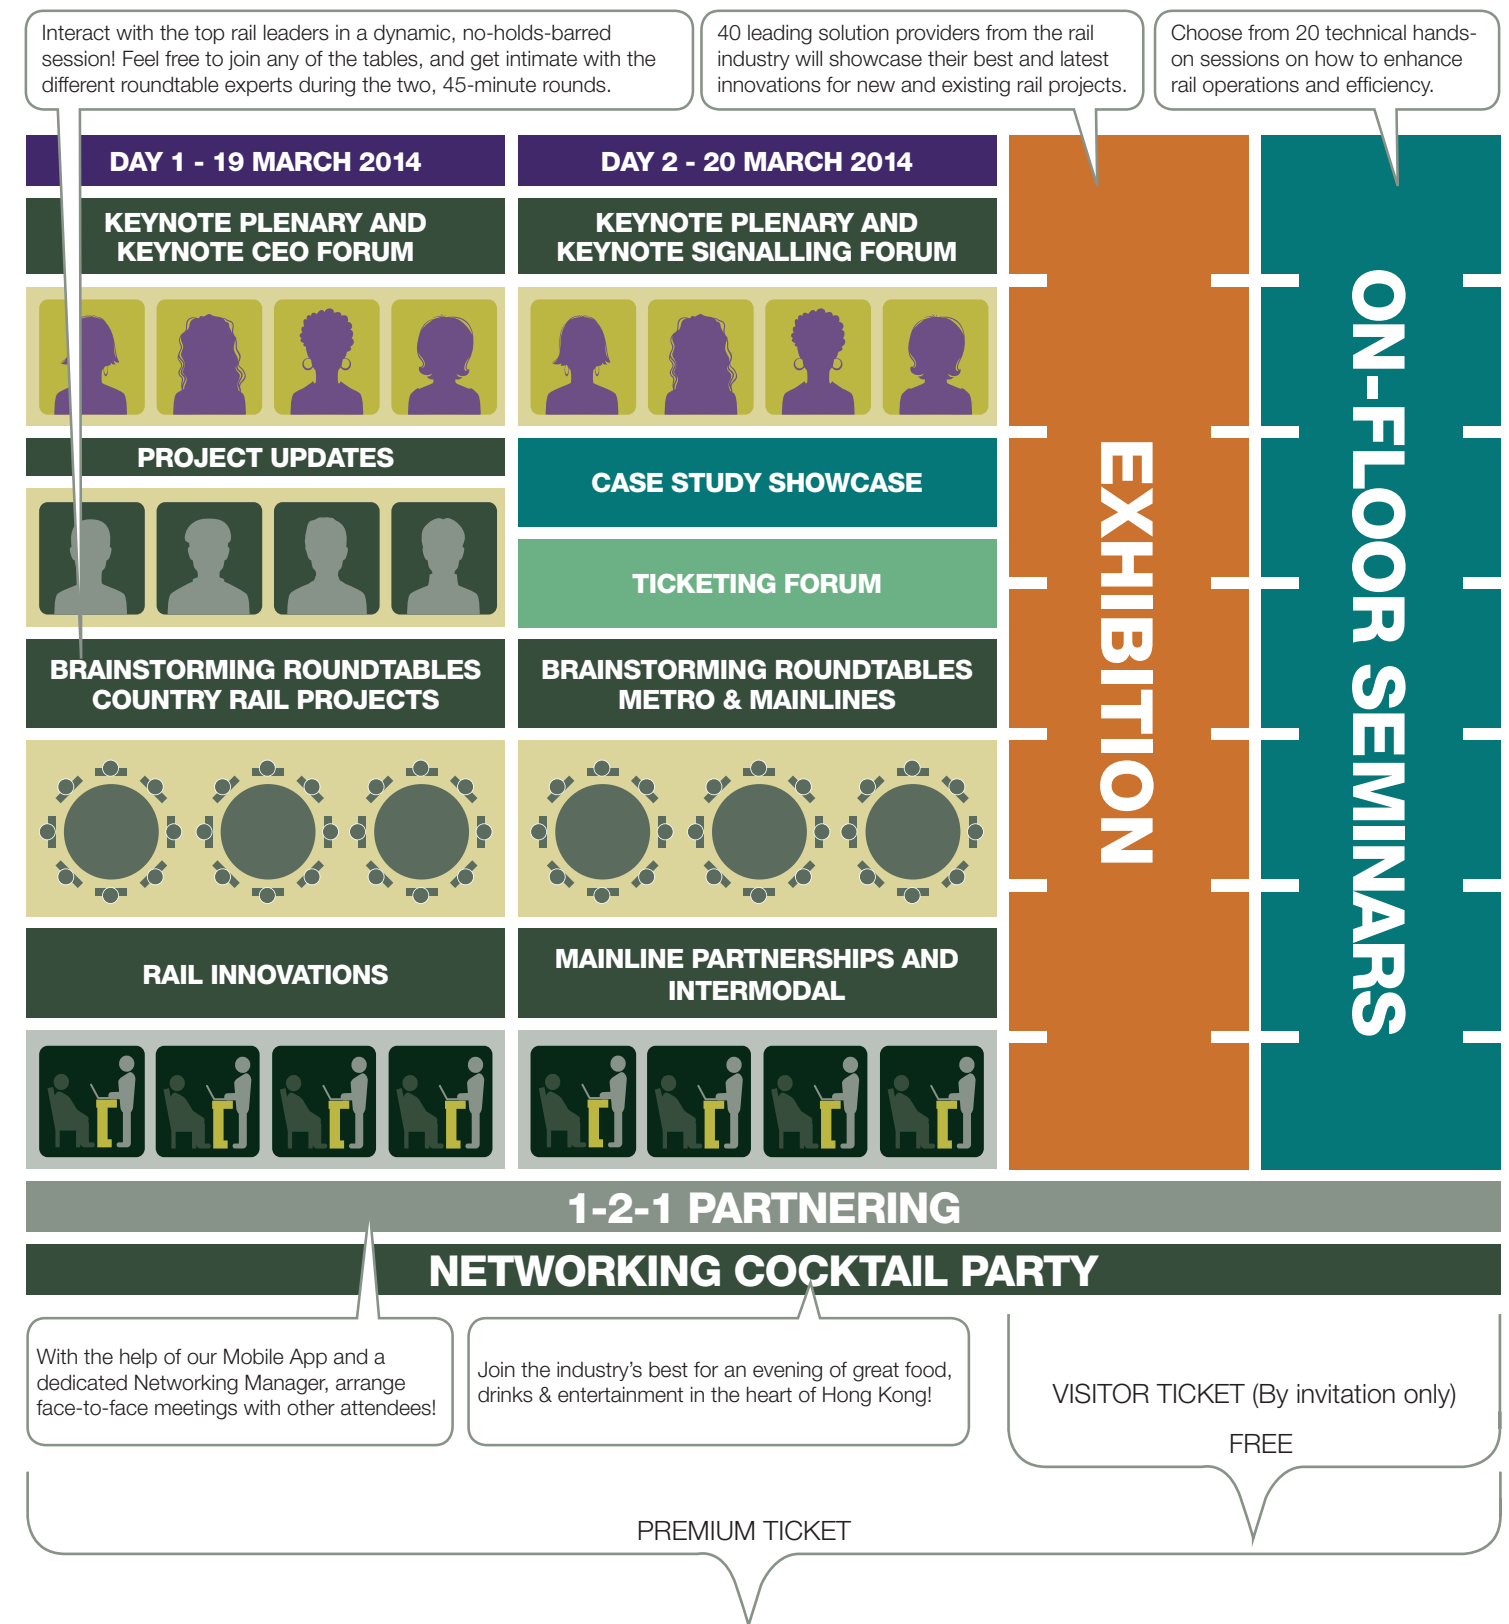 Interact with the top rail leaders in a dynamic, no-holds-barred
session! Feel free to join any of the tables, and get intimate with the
different roundtable experts during the two, 45-minute rounds.
40 leading solution providers from the rail
industry will showcase their best and latest
innovations for new and existing rail projects.
Choose from 20 technical hands-
on sessions on how to enhance
rail operations and efficiency.
DAY 1 - 19 MARCH 2014
KEYNOTE PLENARY AND
KEYNOTE CEO FORUM
PROJECT UPDATES
BRAINSTORMING ROUNDTABLES
COUNTRY RAIL PROJECTS
RAIL INNOVATIONS
DAY 2 - 20 MARCH 2014
KEYNOTE PLENARY AND
KEYNOTE SIGNALLING FORUM
CASE STUDY SHOWCASE
TICKETING FORUM
BRAINSTORMING ROUNDTABLES
METRO & MAINLINES
MAINLINE PARTNERSHIPS AND
INTERMODAL
EXHIBITION
ON-FLOOR SEMINARS
1-2-1 PARTNERING
NETWORKING COCKTAIL PARTY
With the help of our Mobile App and a
dedicated Networking Manager, arrange
face-to-face meetings with other attendees!
Join the industry's best for an evening of great food,
drinks & entertainment in the heart of Hong Kong!
VISITOR TICKET (By invitation only)
FREE
PREMIUM TICKET